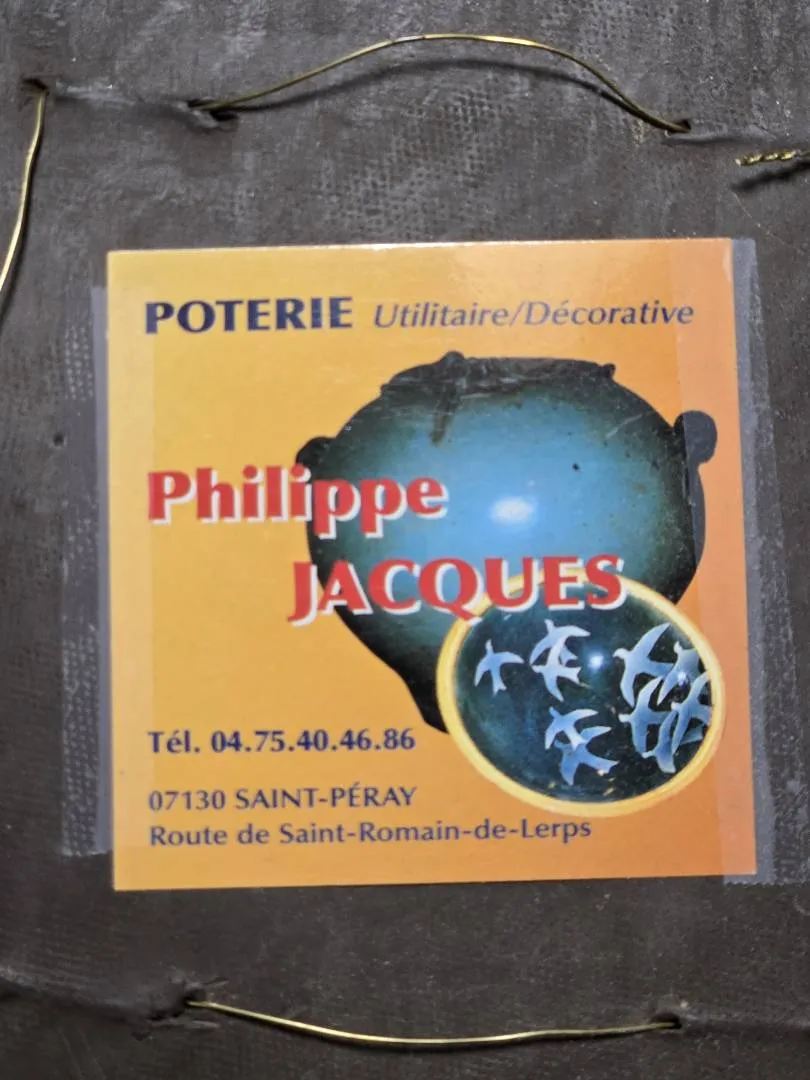 POTERIE Utilitaire/Décorative
Philippe
JACQUES
Tél. 04.75.40.46.86
07130 SAINT-PÉRAY
Route de Saint-Romain-de-Lerps